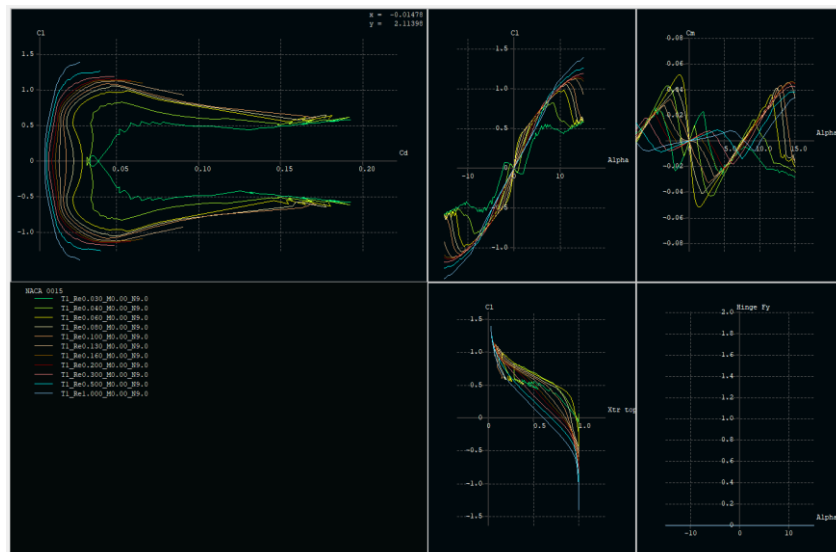 x = -0.01478
y = 2.11398
Cl
1.5
1.0
0.5
0
0.05
0.10
0.15
0.20
Cd
-0.5
-1.0
Cl
1.5
1.0
0.5
Alpha
-10
0
10
-1.0
Cm
0.08
0.06
0.04
0.02
Alpha
5.0
10.0
15.0
-0.02
-0.04
-0.06
-0.08
NACA 0015
T1_Re0.030_M0.00_N9.0
T1_Re0.040_M0.00_N9.0
T1_Re0.060_M0.00_N9.0
T1_Re0.080_M0.00_N9.0
T1_Re0.100_M0.00_N9.0
T1_Re0.130_M0.00_N9.0
T1_Re0.160_M0.00_N9.0
T1_Re0.200_M0.00_N9.0
T1_Re0.300_M0.00_N9.0
T1_Re0.500_M0.00_N9.0
T1_Re1.000_M0.00_N9.0
Cl
1.5
1.0
0.5
Xtr top
0
0.5
1.0
-0.5
-1.0
-1.5
Hinge Fy
2.0
1.8
1.6
1.4
1.2
1.0
0.8
0.6
0.4
0.2
0
Alpha
-10
0
10